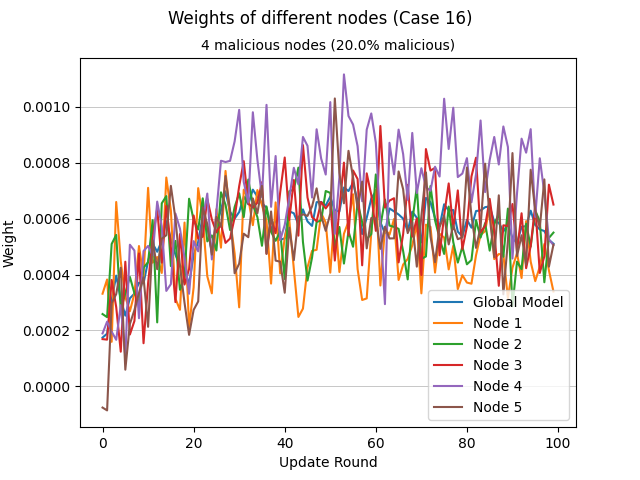 Weights of different nodes (Case 16)
4 malicious nodes (20.0% malicious)
0.0010
0.0008
0.0006
0.0004
0.0002
0.0000
Weight
0 20 40 60 80 100
Update Round
Global Model
Node 1
Node 2
Node 3
Node 4
Node 5